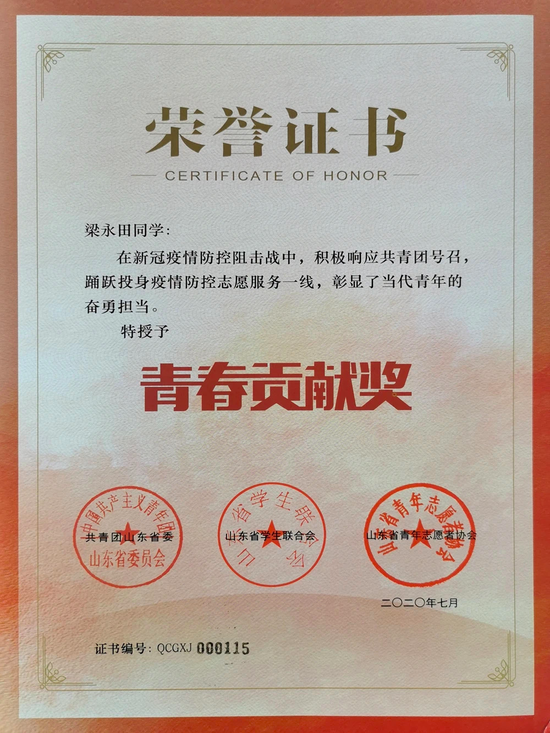 荣誉证书
CERTIFICATE OF HONOR
梁永田同学:
在新冠疫情防控阻击战中，积极响应共青团号召，
踊跃投身疫情防控志愿服务一线，彰显了当代青年的
奋勇担当。
特授予
青春贡献奖
中国共产主义青年团
共青团山东省委
山东省委员会
山东省学生联合会
山东省学生联合会
山东省青年志愿者协会
山东省青年志愿者协会
二〇二〇年七月
证书编号: QCGXJ 000115